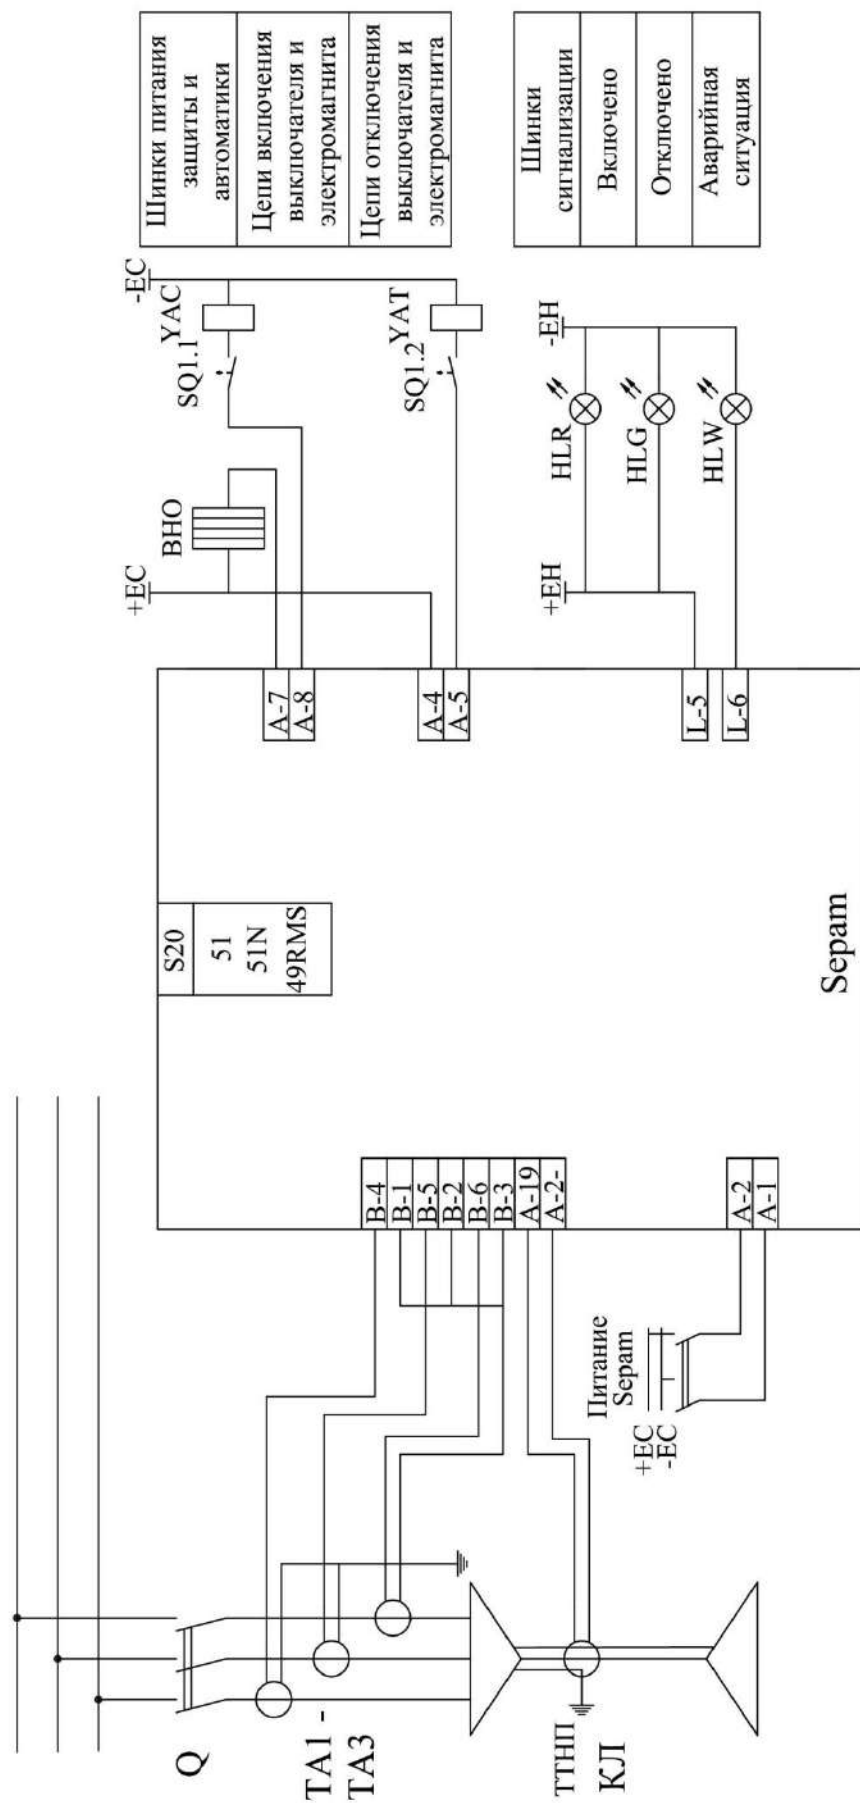 Q
TA1 -
TA3
ТТНП
КЛ
+EC
-EC
Питание
Sepam
B-4
B-1
B-5
B-2
B-6
B-3
A-19
A-2-
A-2
A-1
S20
51
51N
49RMS
Sepam
A-7
A-8
A-4
A-5
L-5
L-6
+EC
ВНО
-EC
SQ1.1
YAC
SQ1.2
YAT
+EH
-EH
HLR
HLG
HLW
Шинки питания
защиты и
автоматики
Цепи включения
выключателя и
электромагнита
Цепи отключения
выключателя и
электромагнита
Шинки
сигнализации
Включено
Отключено
Аварийная
ситуация